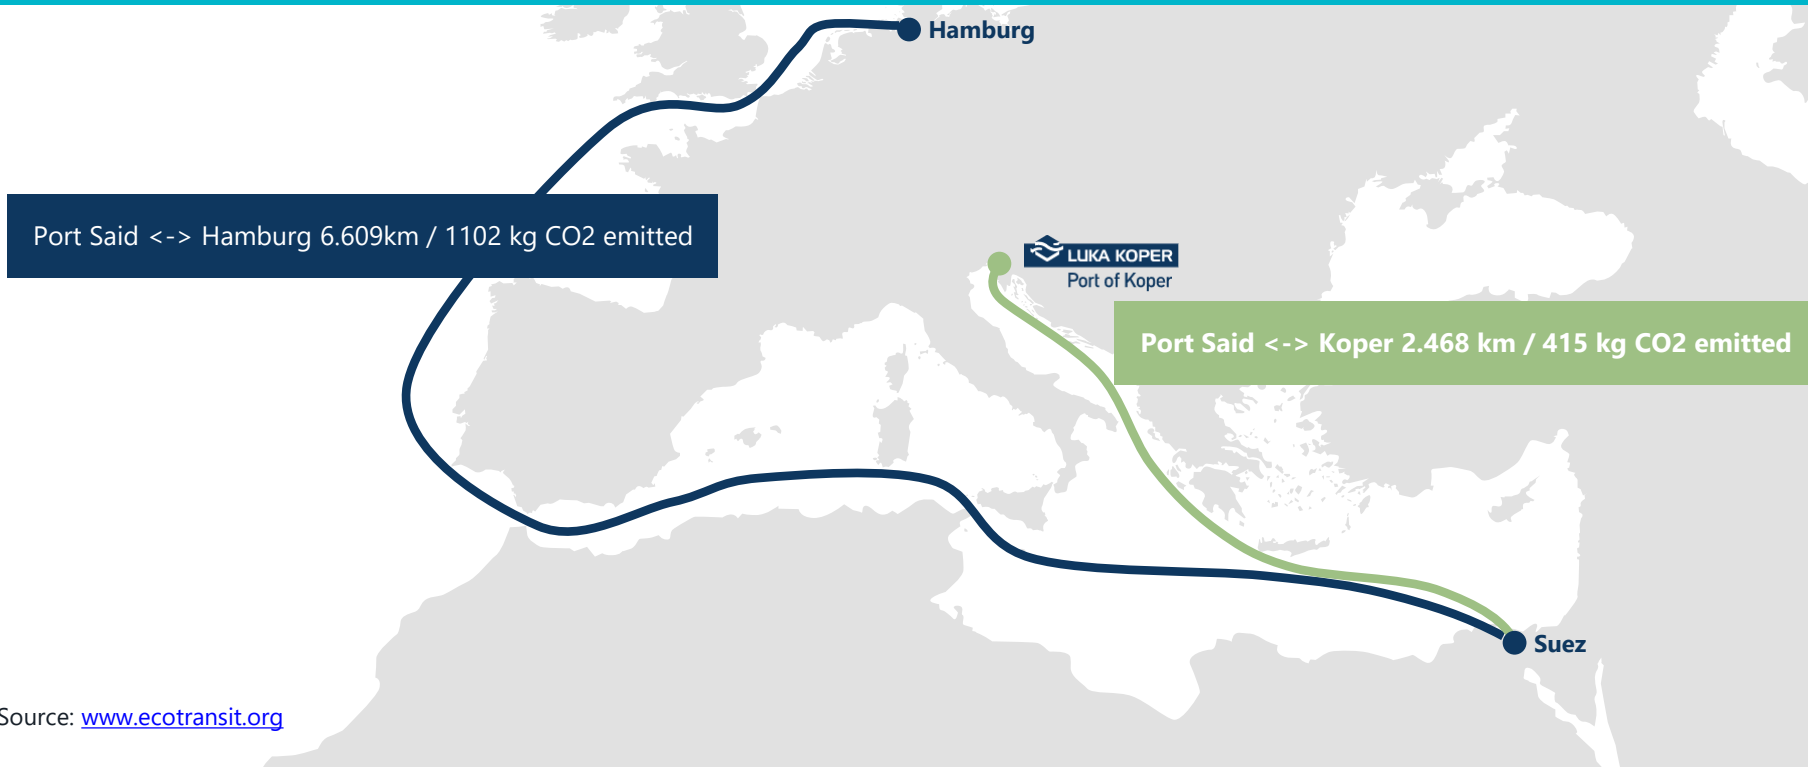 Hamburg
Port Said <-> Hamburg 6.609km / 1102 kg CO2 emitted
LUKA KOPER
Port of Koper
Port Said <-> Koper 2.468 km / 415 kg CO2 emitted
Suez
Source: www.ecotransit.org